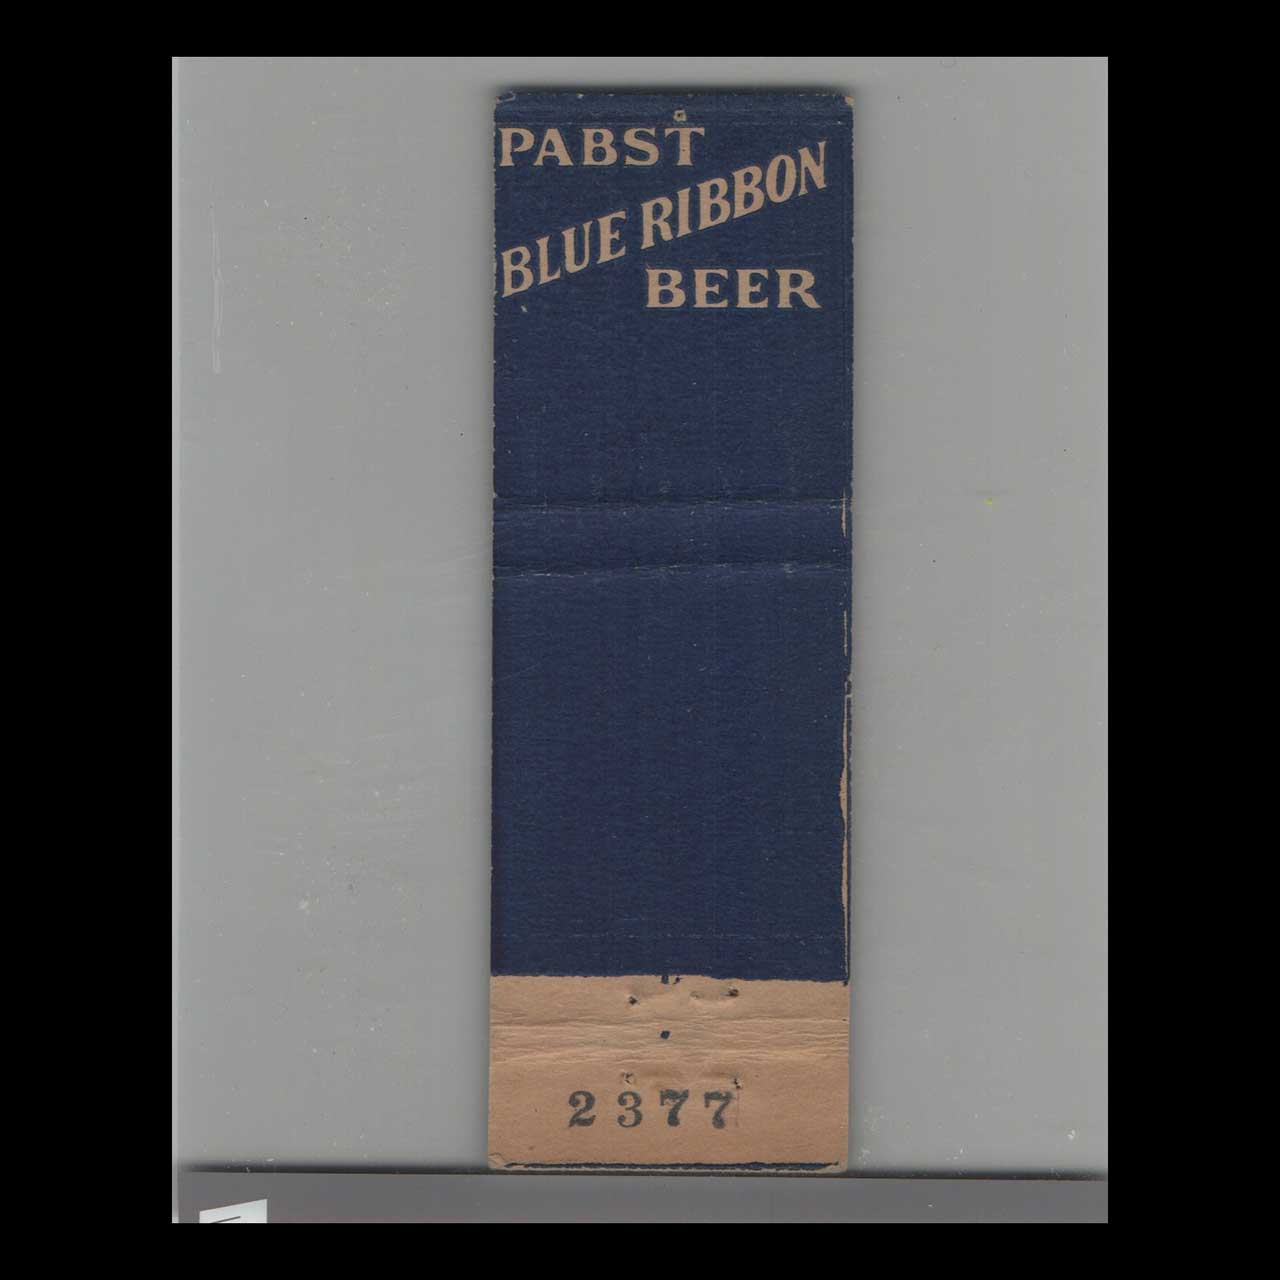 PABST
BLUE RIBBON
BEER
2377